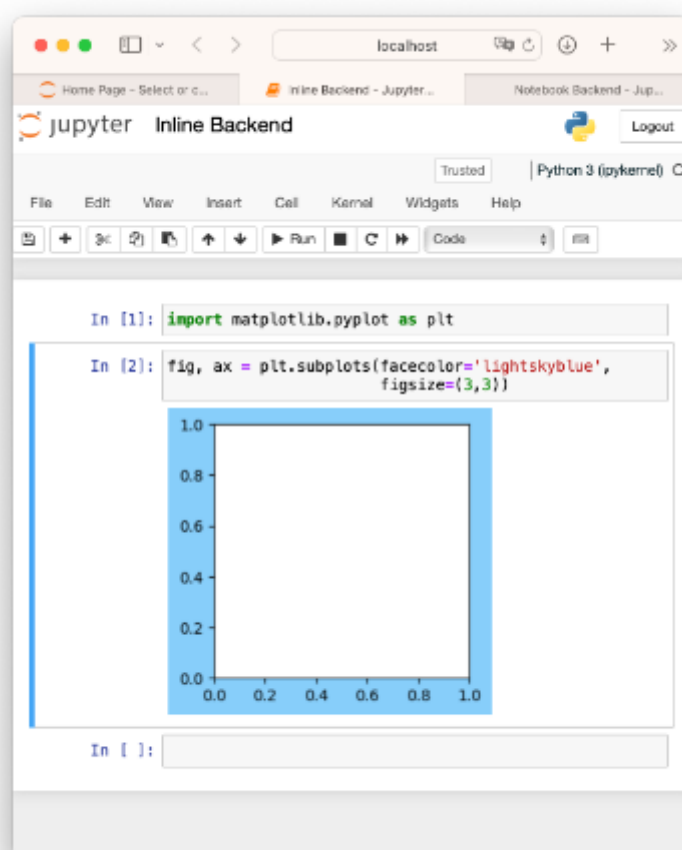 localhost
Home Page - Select or c...
Inline Backend - Jupyter...
Notebook Backend - Jup...
jupyter Inline Backend
Logout
Trusted
Python 3 (ipykernel)
File Edit View Insert Cell Kernel Widgets Help
Run Code
In [1]: import matplotlib.pyplot as plt
In [2]: fig, ax = plt.subplots(facecolor='lightskyblue',
figsize=(3,3))
1.0
0.8
0.6
0.4
0.2
0.0
0.0 0.2 0.4 0.6 0.8 1.0
In [ ]: